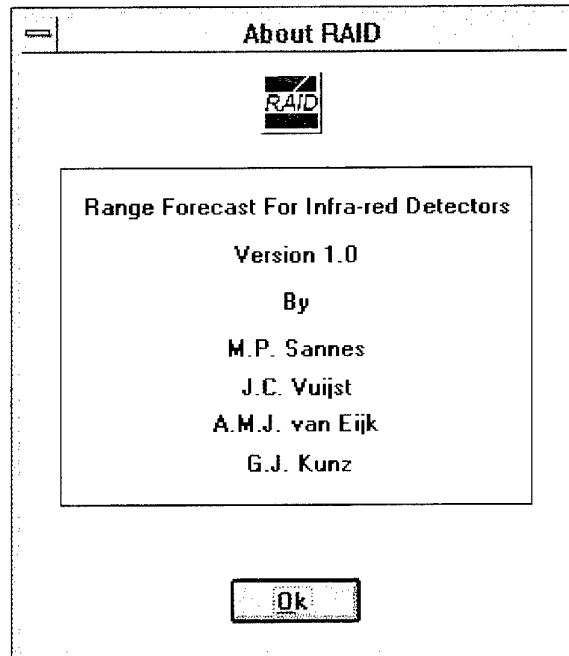 About RAID
RAID
Range Forecast For Infra-red Detectors
Version 1.0
By
M.P. Sannes
J.C. Vuijst
A.M.J. van Eijk
G.J. Kunz
Ok